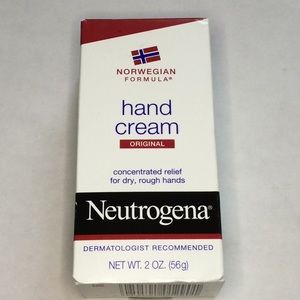 NORWEGIAN
FORMULA®
hand
cream
ORIGINAL
concentrated relief
for dry, rough hands
Neutrogena®
DERMATOLOGIST RECOMMENDED
NET WT. 2 OZ. (56g)